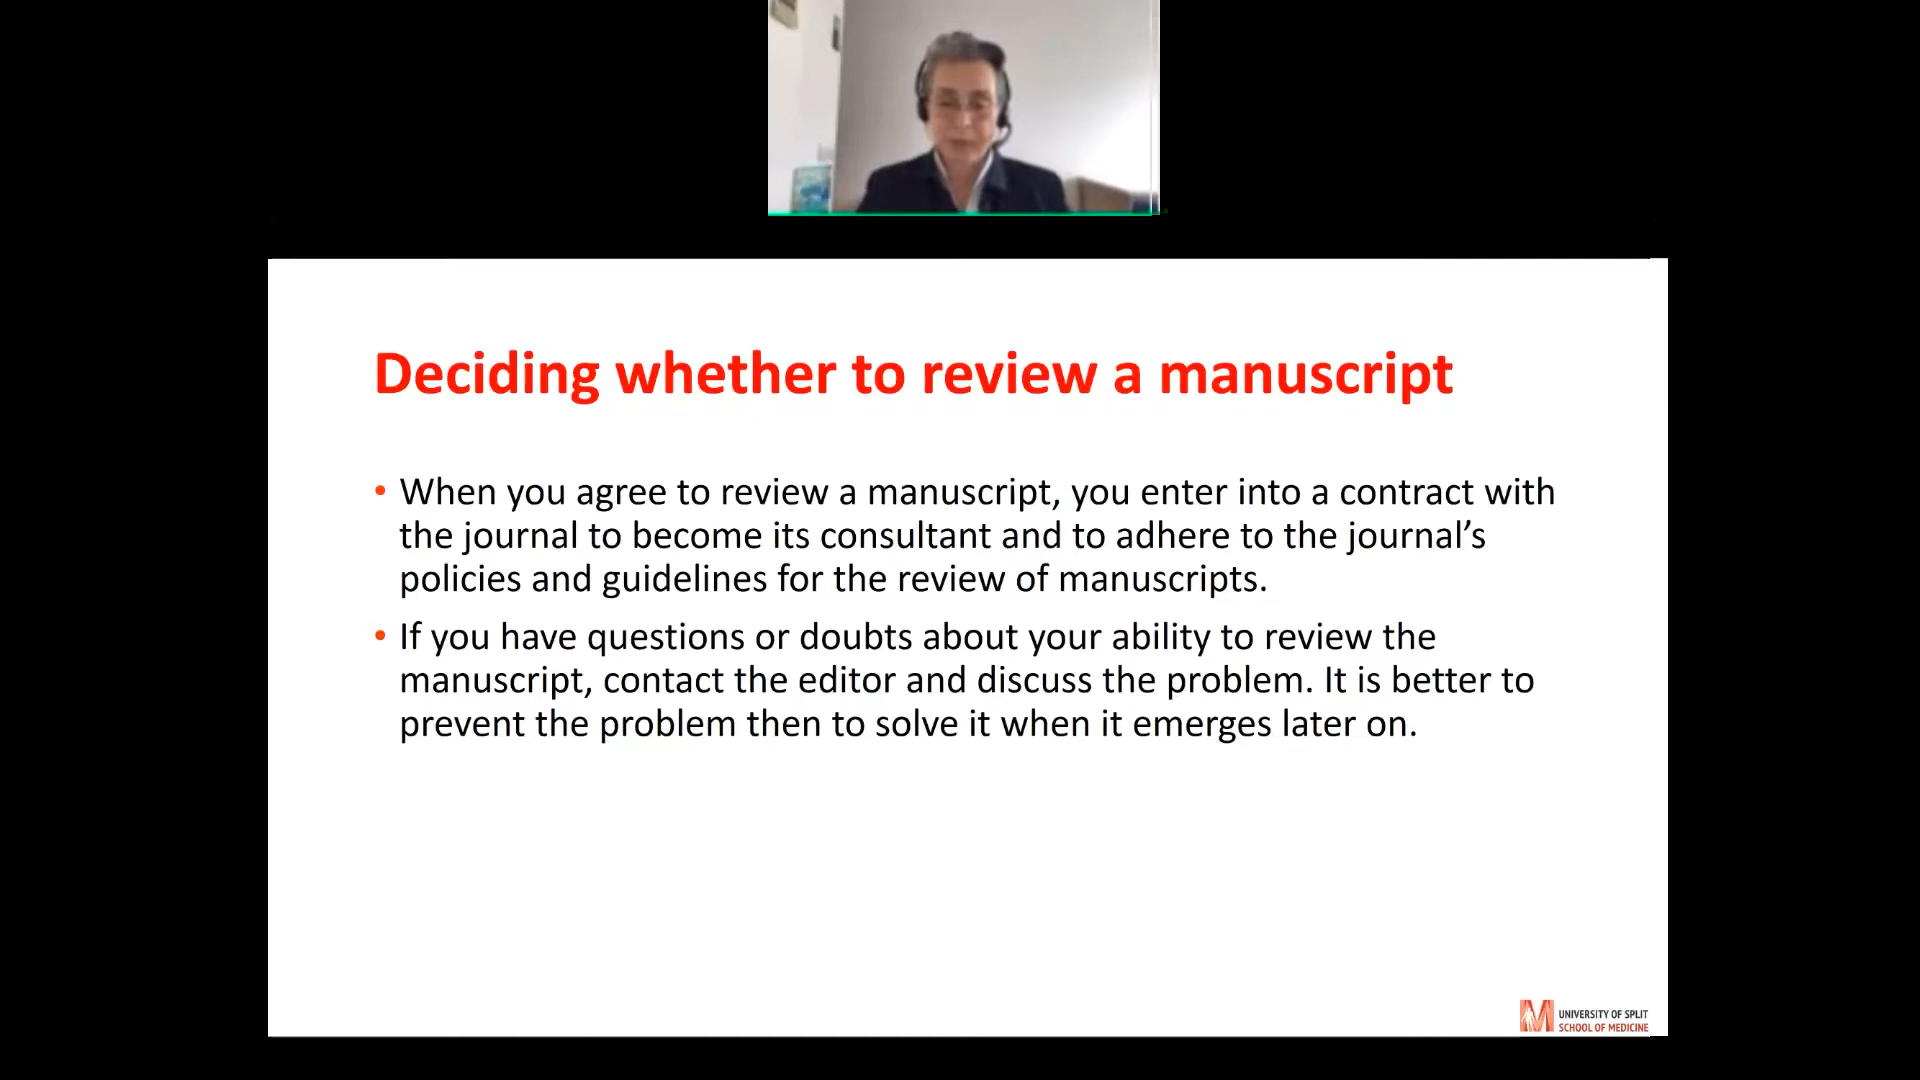 Deciding whether to review a manuscript
• When you agree to review a manuscript, you enter into a contract with
the journal to become its consultant and to adhere to the journal’s
policies and guidelines for the review of manuscripts.
• If you have questions or doubts about your ability to review the
manuscript, contact the editor and discuss the problem. It is better to
prevent the problem then to solve it when it emerges later on.
M UNIVERSITY OF SPLIT
SCHOOL OF MEDICINE